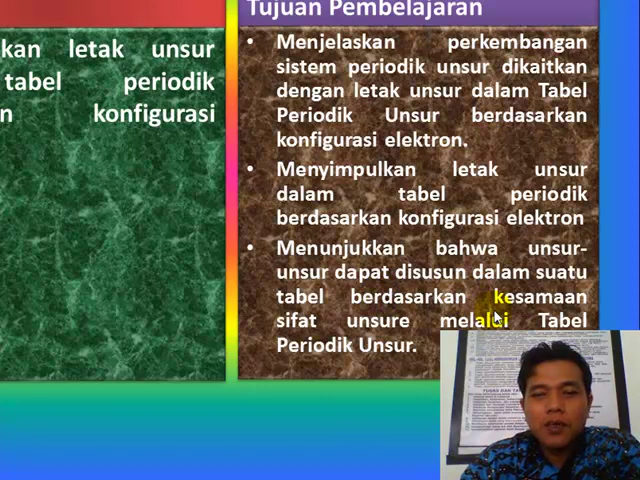 kan letak unsur
tabel periodik
n konfigurasi
Tujuan Pembelajaran
• Menjelaskan perkembangan
sistem periodik unsur dikaitkan
dengan letak unsur dalam Tabel
Periodik Unsur berdasarkan
konfigurasi elektron.
• Menyimpulkan letak unsur
dalam tabel periodik
berdasarkan konfigurasi elektron
• Menunjukkan bahwa unsur-
unsur dapat disusun dalam suatu
tabel berdasarkan kesamaan
sifat unsure melalui Tabel
Periodik Unsur.